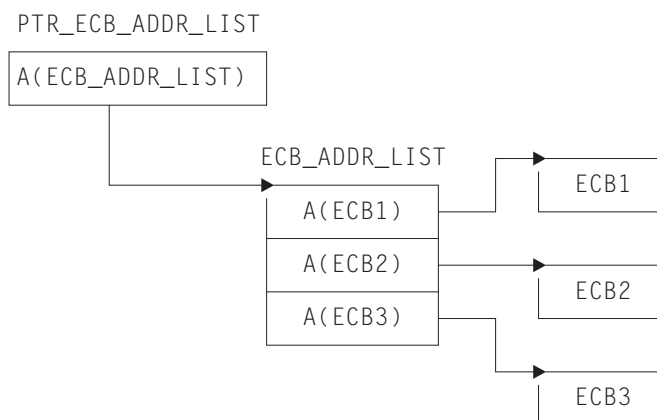 PTR_ECB_ADDR_LIST
A(ECB_ADDR_LIST)
ECB_ADDR_LIST
A(ECB1)
ECB1
A(ECB2)
ECB2
A(ECB3)
ECB3